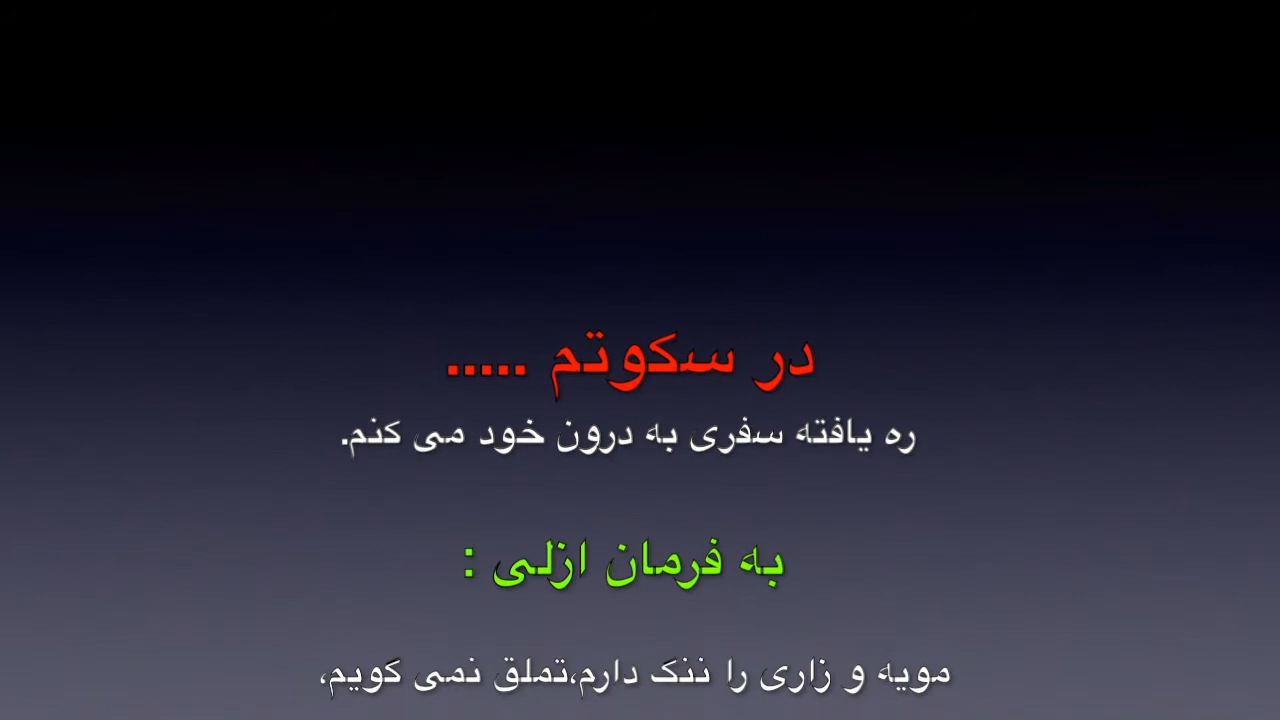 در سکوتم .....
ره یافته سفری به درون خود می کنم.
به فرمان ازلی :
مویه و زاری را ننگ دارم،تملق نمی گویم،